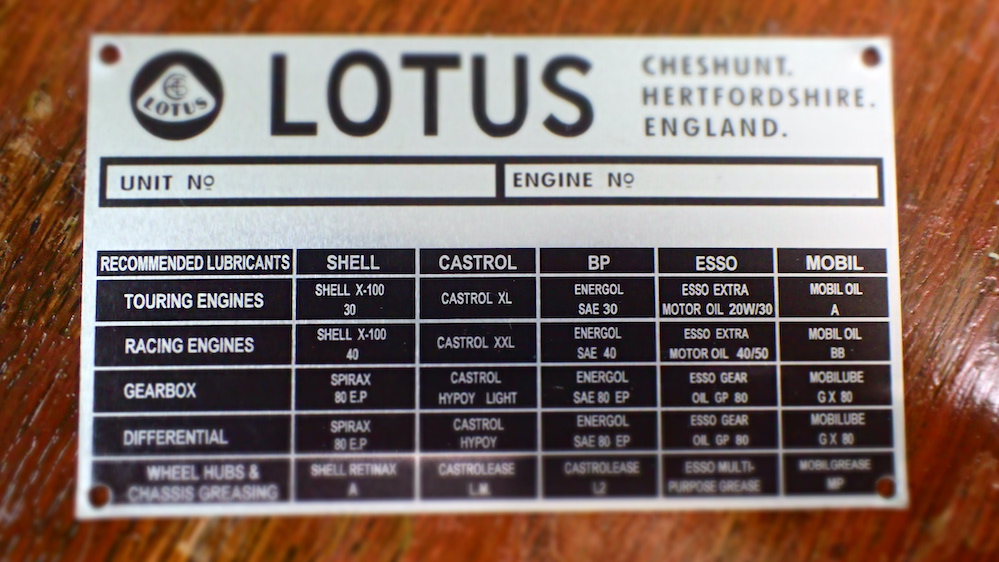 LOTUS
LOTUS
CHESHUNT.
HERTFORDSHIRE.
ENGLAND.
UNIT Nº
ENGINE Nº
RECOMMENDED LUBRICANTS SHELL CASTROL BP ESSO MOBIL
TOURING ENGINES
SHELL X-100
30
CASTROL XL
ENERGOL
SAE 30
ESSO EXTRA
MOTOR OIL 20W/30
MOBIL OIL
A
RACING ENGINES
SHELL X-100
40
CASTROL XXL
ENERGOL
SAE 40
ESSO EXTRA
MOTOR OIL 40/50
MOBIL OIL
BB
GEARBOX
SPIRAX
80 E.P
CASTROL
HYPOY LIGHT
ENERGOL
SAE 80 EP
ESSO GEAR
OIL GP 80
MOBILUBE
GX 80
DIFFERENTIAL
SPIRAX
80 E.P
CASTROL
HYPOY
ENERGOL
SAE 80 EP
ESSO GEAR
OIL GP 80
MOBILUBE
GX 80
WHEEL HUBS &
CHASSIS GREASING
SHELL RETINAX
A
CASTROLEASE
L.M.
CASTROLEASE
L2
ESSO MULTI-
PURPOSE GREASE
MOBILGREASE
MP